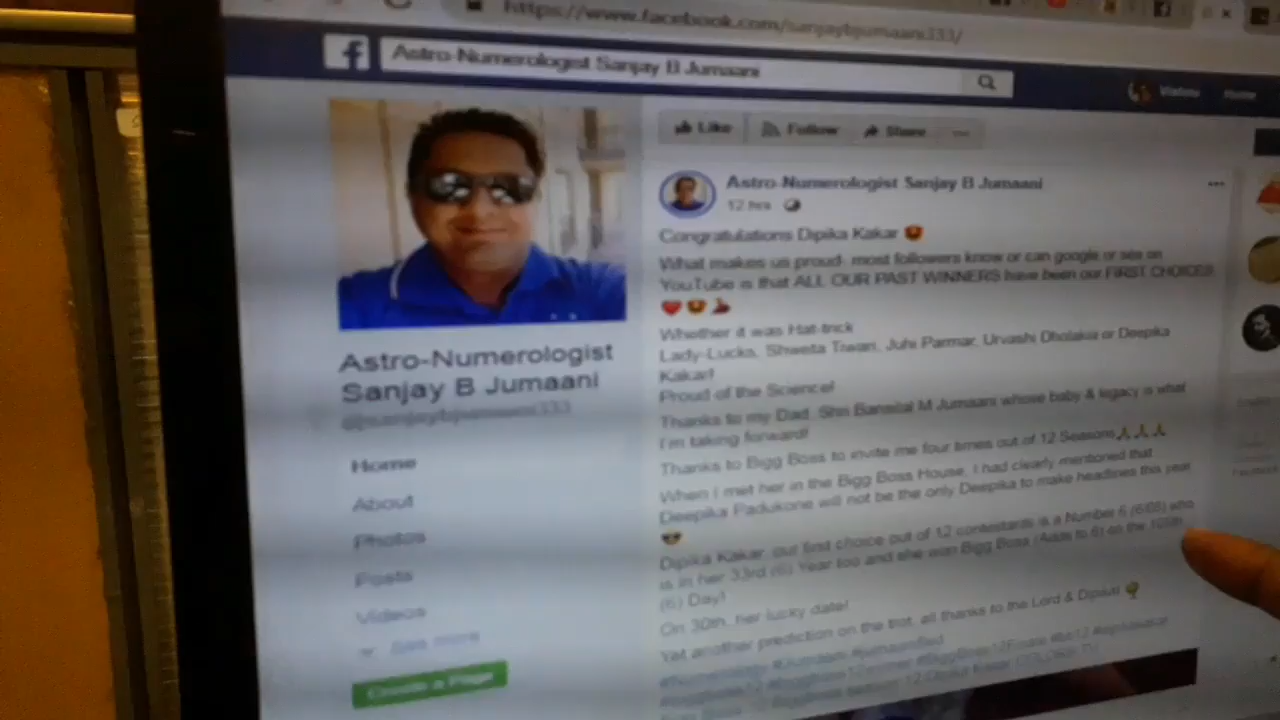 https://www.facebook.com/sanjaybjumaani333/
Astro-Numerologist Sanjay B Jumaani
Home
Like
Follow
Share
Astro-Numerologist Sanjay B Jumaani
12 hrs
Congratulations Dipika Kakar
What makes us proud- most followers know or can google or see on
YouTube is that ALL OUR PAST WINNERS have been our FIRST CHOICES
Whether it was Hat-trick
Lady-Lucks, Shweta Tiwari, Juhi Parmar, Urvashi Dholakia or Deepika
Kakar!
Proud of the Science!
Thanks to my Dad, Shri Bansilal M Jumaani whose baby & legacy is what
I'm taking forward!
Thanks to Bigg Boss to invite me four times out of 12 Seasons
When I met her in the Bigg Boss House, I had clearly mentioned that
Deepika Padukone will not be the only Deepika to make headlines this year
Dipika Kakar, our first choice out of 12 contestants is a Number 6 (6/08) who
is in her 33rd (6) Year too and she won Bigg Boss (Adds to 6) on the 105th
(6) Day!
On 30th, her lucky date!
Yet another prediction on the trot, all thanks to the Lord & Dipika!
Astro-Numerologist
Sanjay B Jumaani
@sanjaybjumaani333
Home
About
Photos
Posts
Videos
See more
Create a Page